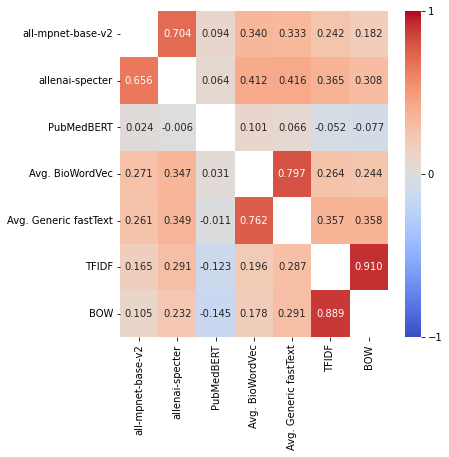 all-mpnet-base-v2 0.704 0.094 0.340 0.333 0.242 0.182
allenai-specter 0.656 0.064 0.412 0.416 0.365 0.308
PubMedBERT 0.024 -0.006 0.101 0.066 -0.052 -0.077
Avg. BioWordVec 0.271 0.347 0.031 0.797 0.264 0.244
Avg. Generic fastText 0.261 0.349 -0.011 0.762 0.357 0.358
TFIDF 0.165 0.291 -0.123 0.196 0.287 0.910
BOW 0.105 0.232 -0.145 0.178 0.291 0.889
all-mpnet-base-v2
allenai-specter
PubMedBERT
Avg. BioWordVec
Avg. Generic fastText
TFIDF
BOW
1
0
−1